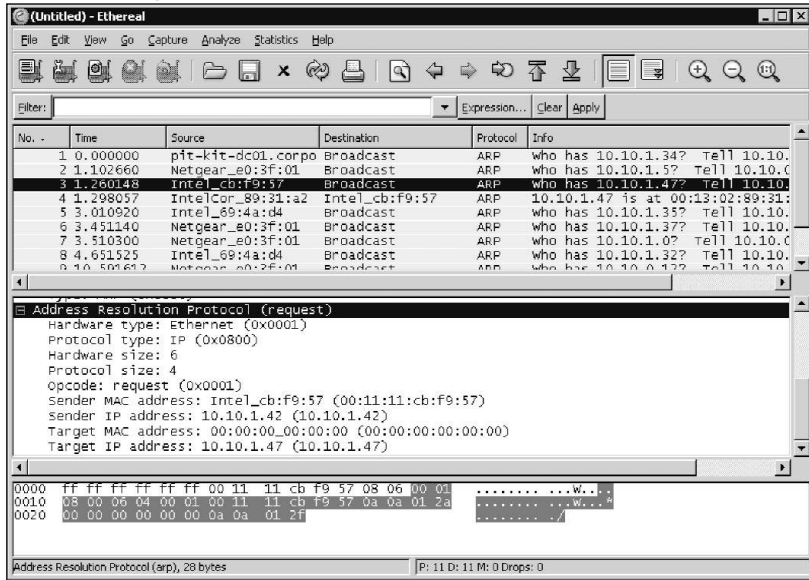 (Untitled) - Ethereal
File Edit View Go Capture Analyze Statistics Help
Filter: Expression... Clear Apply
No. - Time Source Destination Protocol Info
1 0.000000 pit-kit-dc01.corpo Broadcast ARP who has 10.10.1.34? Tell 10.10.
2 1.102660 Netgear_e0:3f:01 Broadcast ARP who has 10.10.1.5? Tell 10.10.
3 1.260148 Intel_cb:f9:57 Broadcast ARP who has 10.10.1.47? Tell 10.10.
4 1.298057 IntelCor_89:31:a2 Intel_cb:f9:57 ARP 10.10.1.47 is at 00:13:02:89:31:
5 3.010920 Intel_69:4a:d4 Broadcast ARP who has 10.10.1.35? Tell 10.10.
6 3.451140 Netgear_e0:3f:01 Broadcast ARP who has 10.10.1.37? Tell 10.10.
7 3.510300 Netgear_e0:3f:01 Broadcast ARP who has 10.10.1.0? Tell 10.10.
8 4.651525 Intel_69:4a:d4 Broadcast ARP who has 10.10.1.32? Tell 10.10.
Address Resolution Protocol (request)
Hardware type: Ethernet (0x0001)
Protocol type: IP (0x0800)
Hardware size: 6
Protocol size: 4
Opcode: request (0x0001)
Sender MAC address: Intel_cb:f9:57 (00:11:11:cb:f9:57)
Sender IP address: 10.10.1.42 (10.10.1.42)
Target MAC address: 00:00:00_00:00:00 (00:00:00:00:00:00)
Target IP address: 10.10.1.47 (10.10.1.47)
0000 ff ff ff ff ff ff 00 11 11 cb f9 57 08 06 00 01 ........ ...W....
0010 08 00 06 04 00 01 00 11 11 cb f9 57 0a 0a 01 2a ........ ...W...*
0020 00 00 00 00 00 00 0a 0a 01 2f ........ ./
Address Resolution Protocol (arp), 28 bytes P: 11 D: 11 M: 0 Drops: 0